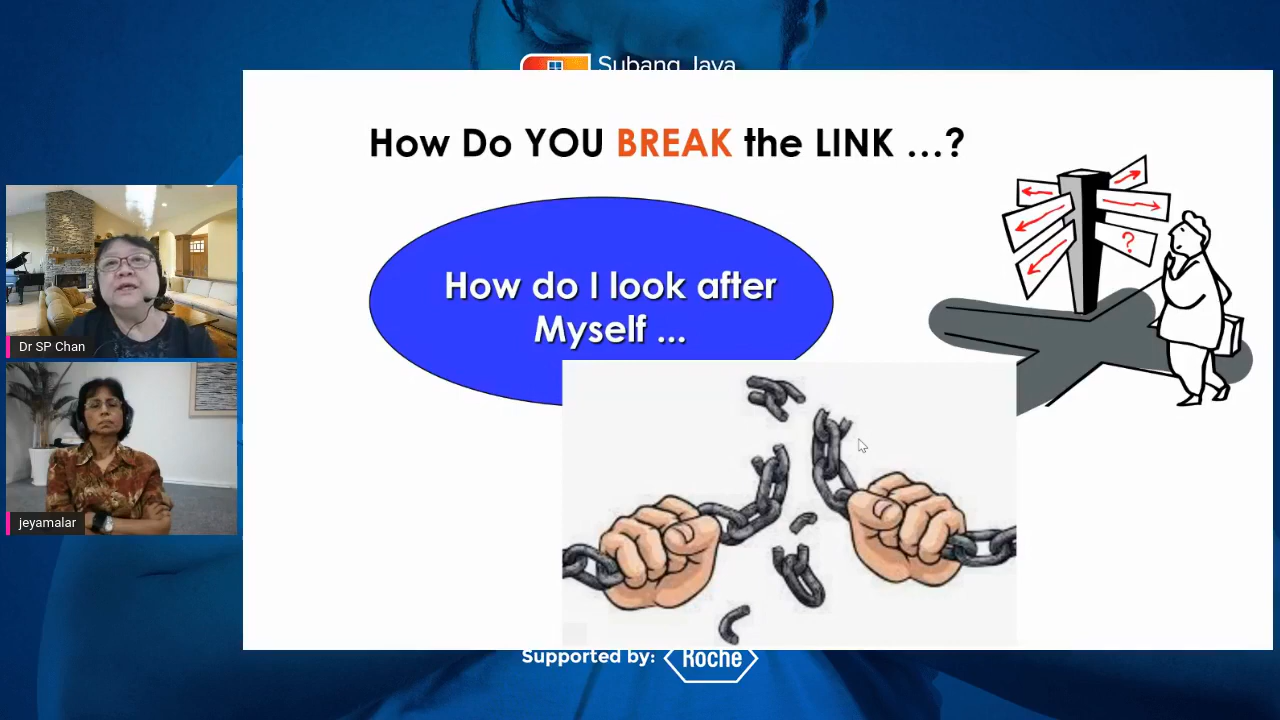 Subang Jaya
How Do YOU BREAK the LINK ...?
?
How do I look after
Myself ...
Dr SP Chan
jeyamalar
Supported by: Roche